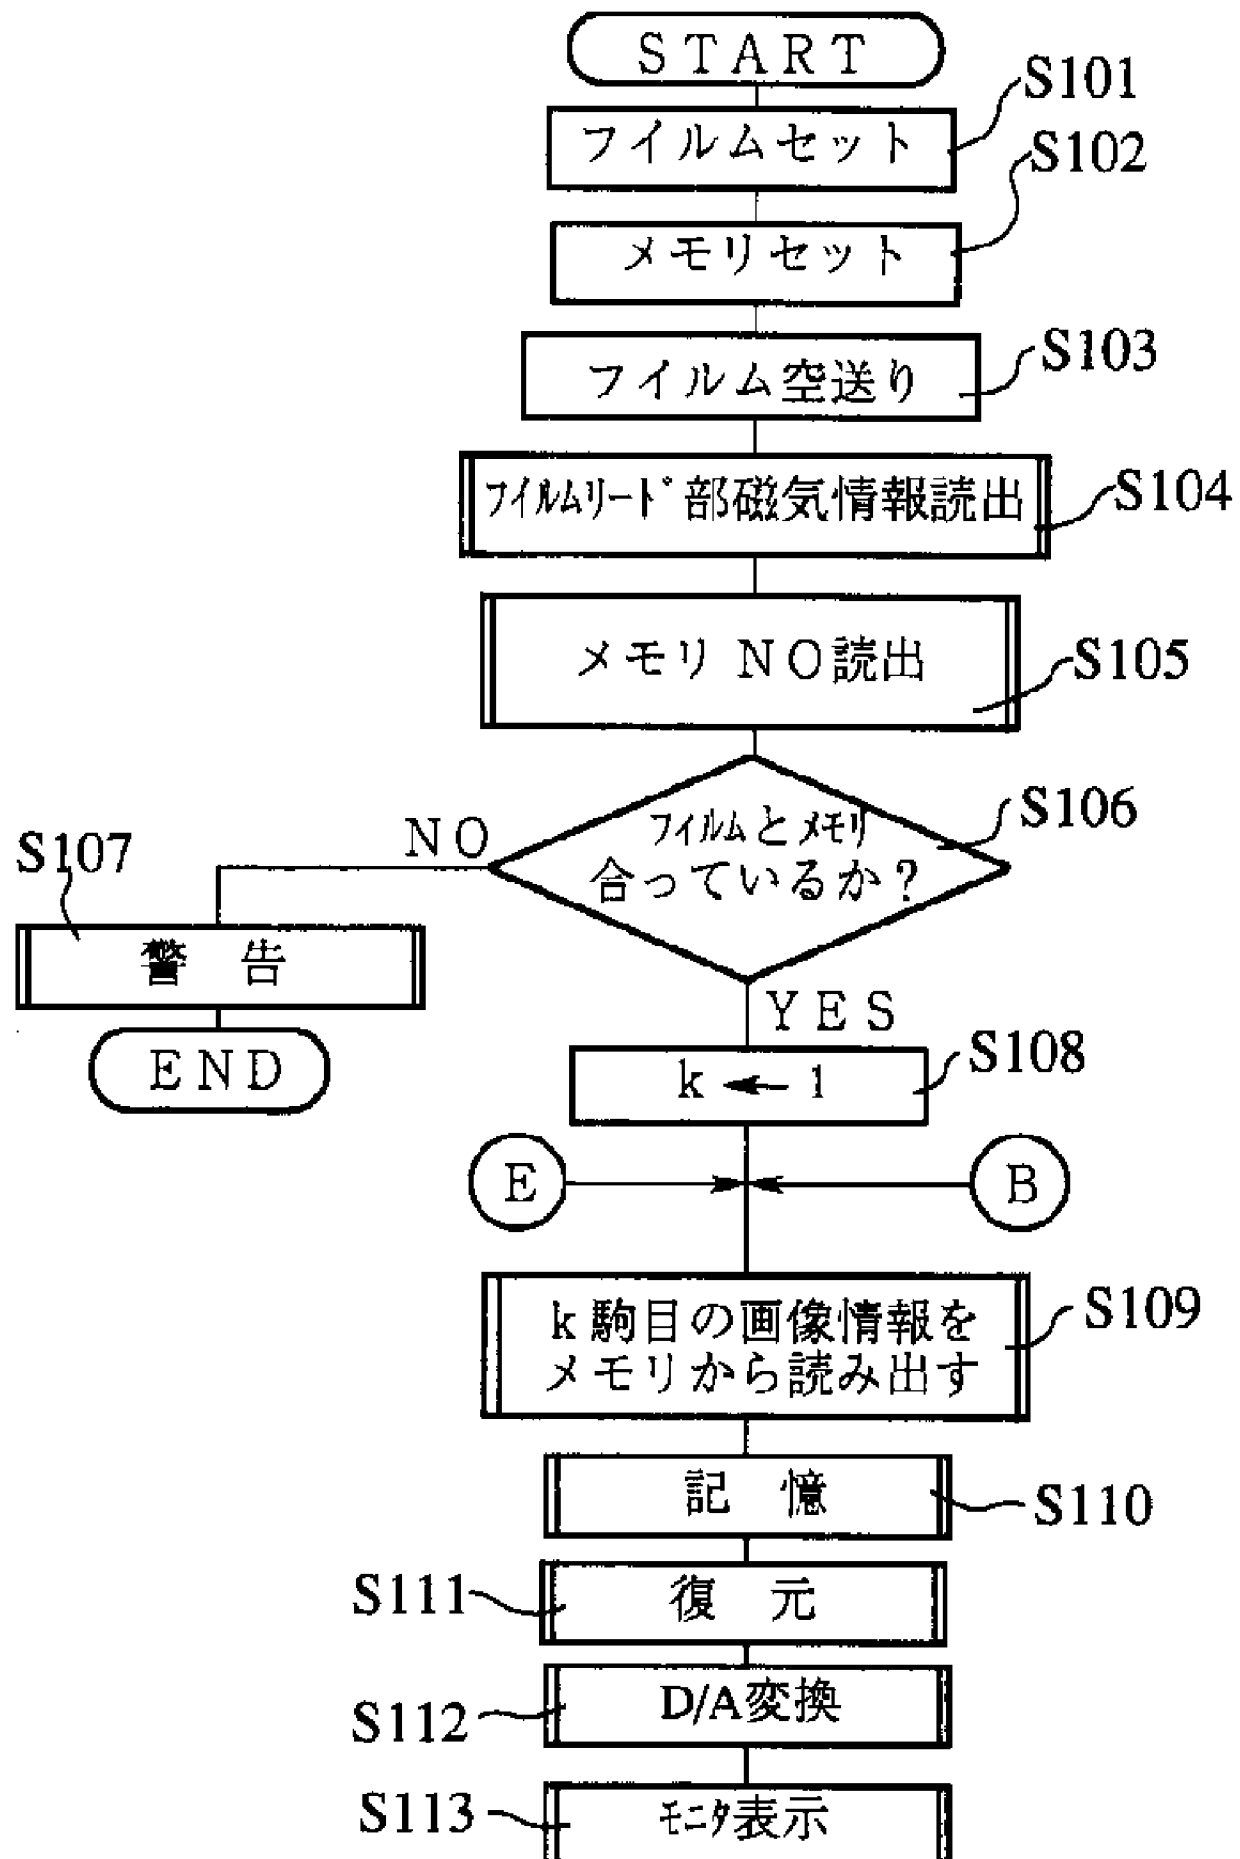 START
S101
フイルムセット
S102
メモリセット
S103
フイルム空送り
S104
フイルムリード部磁気情報読出
S105
メモリNO読出
S106
フイルムとメモリ
合っているか?
NO
S107
警告
END
YES
S108
k ← 1
E
B
S109
k駒目の画像情報を
メモリから読み出す
S110
記憶
S111
復元
S112
D/A変換
S113
モニタ表示